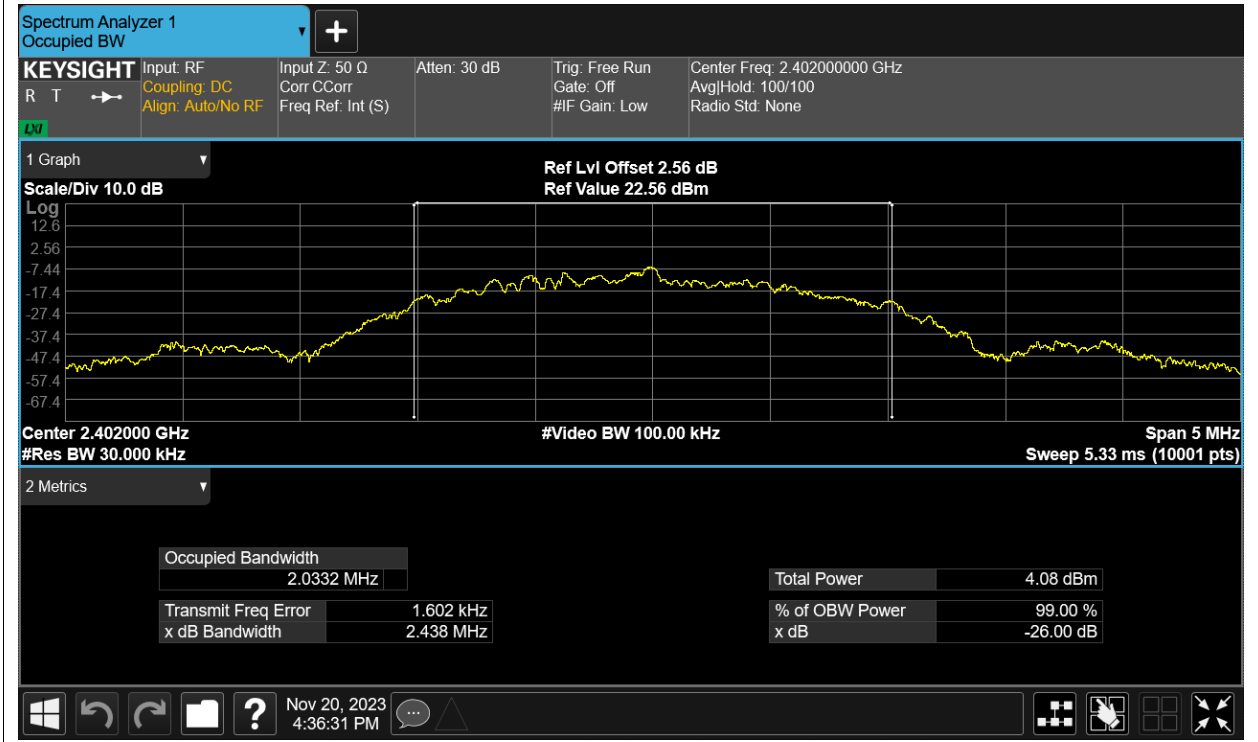 Spectrum Analyzer 1
Occupied BW
KEYSIGHT
R T
LXI
Input: RF
Coupling: DC
Align: Auto/No RF
Input Z: 50 Ω
Corr CCorr
Freq Ref: Int (S)
Atten: 30 dB
Trig: Free Run
Gate: Off
#IF Gain: Low
Center Freq: 2.402000000 GHz
Avg|Hold: 100/100
Radio Std: None
1 Graph
Scale/Div 10.0 dB
Ref Lvl Offset 2.56 dB
Ref Value 22.56 dBm
Log
12.6
2.56
-7.44
-17.4
-27.4
-37.4
-47.4
-57.4
-67.4
Center 2.402000 GHz
#Video BW 100.00 kHz
Span 5 MHz
#Res BW 30.000 kHz
Sweep 5.33 ms (10001 pts)
2 Metrics
Occupied Bandwidth
2.0332 MHz
Total Power 4.08 dBm
Transmit Freq Error 1.602 kHz
% of OBW Power 99.00 %
x dB Bandwidth 2.438 MHz
x dB -26.00 dB
?
Nov 20, 2023
4:36:31 PM